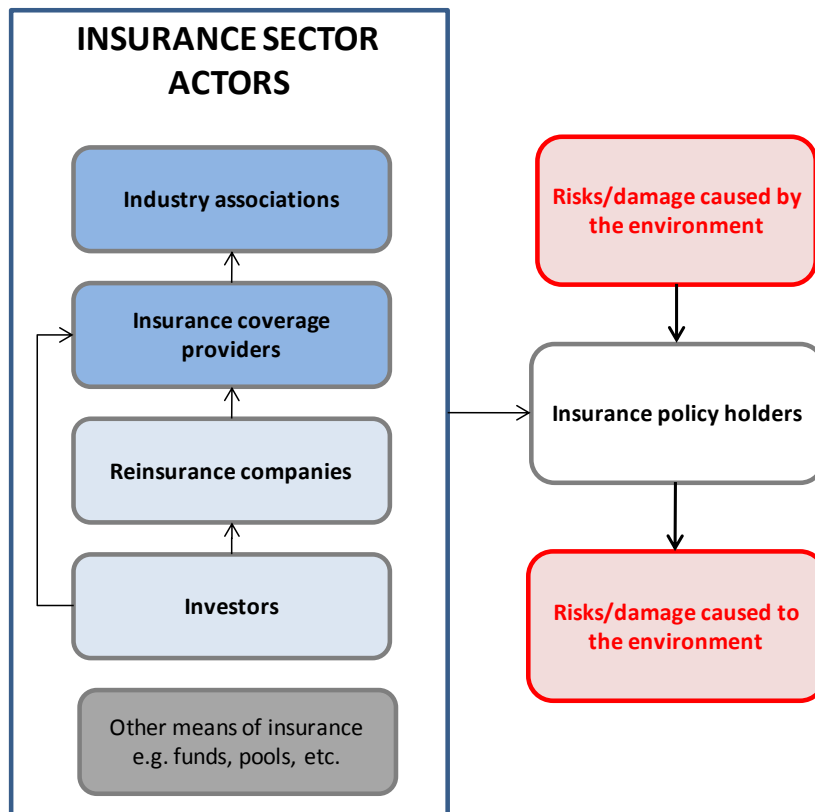 INSURANCE SECTOR
ACTORS
Industry associations
Insurance coverage
providers
Reinsurance companies
Investors
Other means of insurance
e.g. funds, pools, etc.
Risks/damage caused by
the environment
Insurance policy holders
Risks/damage caused to
the environment